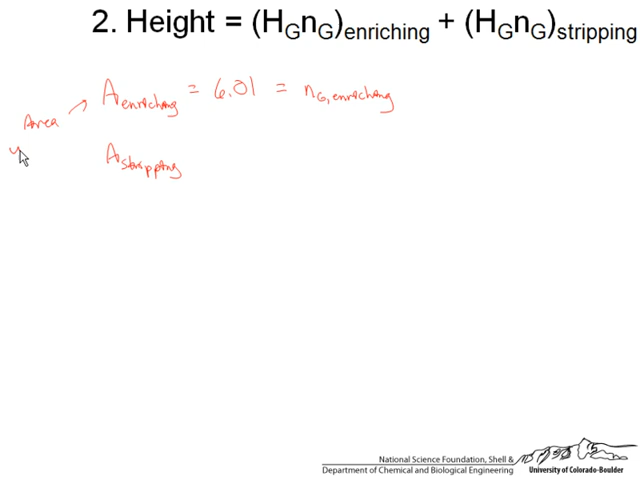 2. Height = (HGnG)enriching + (HGnG)stripping
Aenriching = 6.01 = nG,enriching
Area
Astripping
National Science Foundation, Shell &
Department of Chemical and Biological Engineering
University of Colorado-Boulder